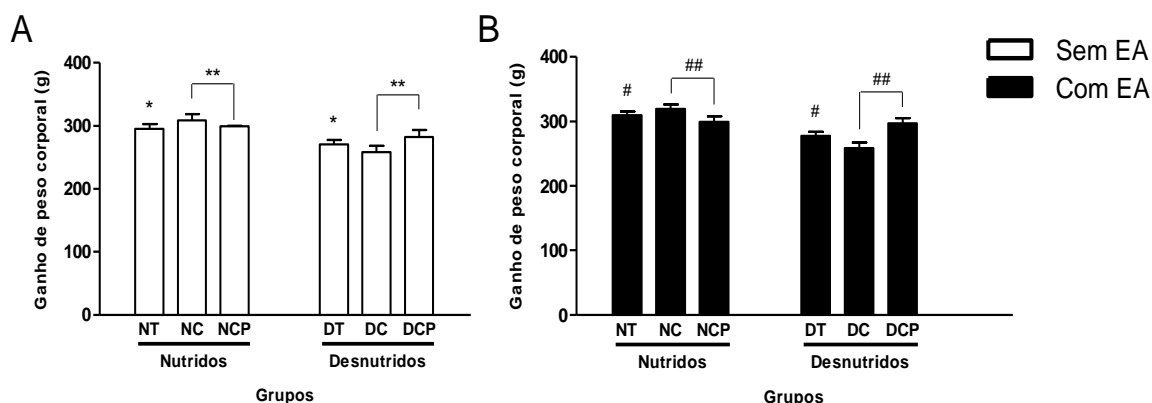 A
Ganho de peso corporal (g)
400
300
200
100
0
*
**
*
**
NT NC NCP DT DC DCP
Nutridos Desnutridos
Grupos
B
Ganho de peso corporal (g)
400
300
200
100
0
#
##
#
##
NT NC NCP DT DC DCP
Nutridos Desnutridos
Grupos
Sem EA
Com EA